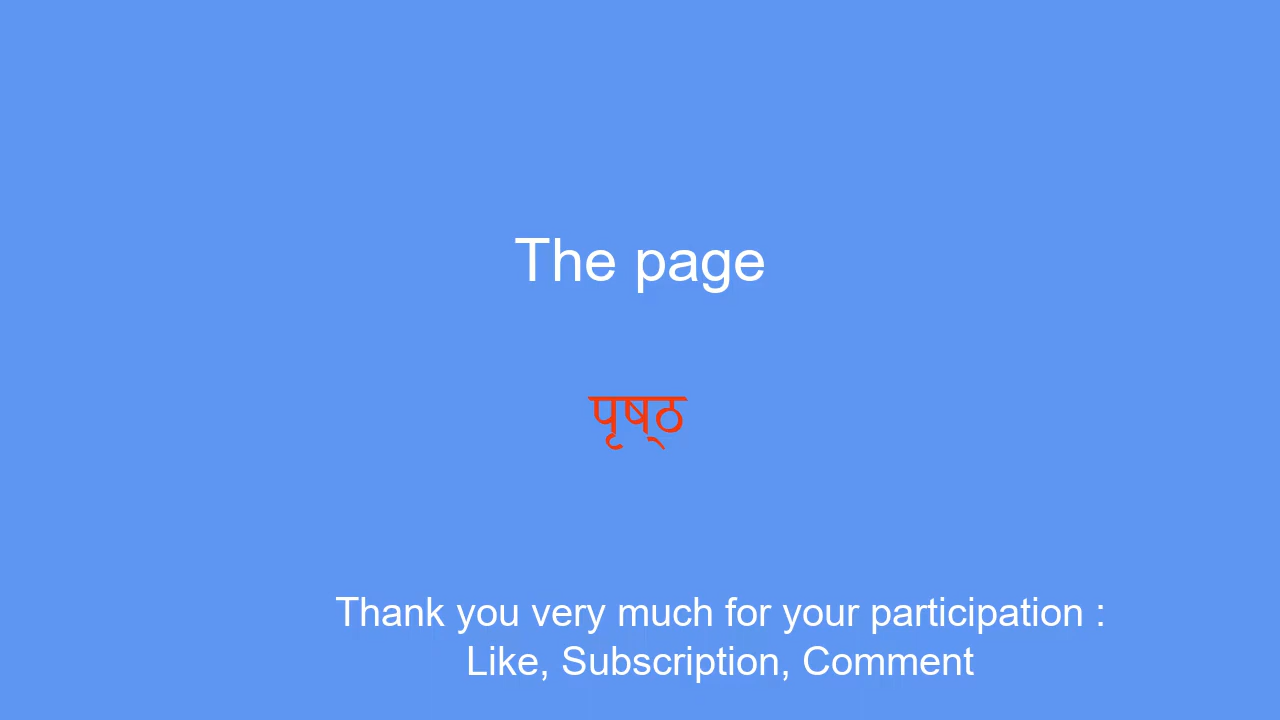 The page
पृष्ठ
Thank you very much for your participation :
Like, Subscription, Comment